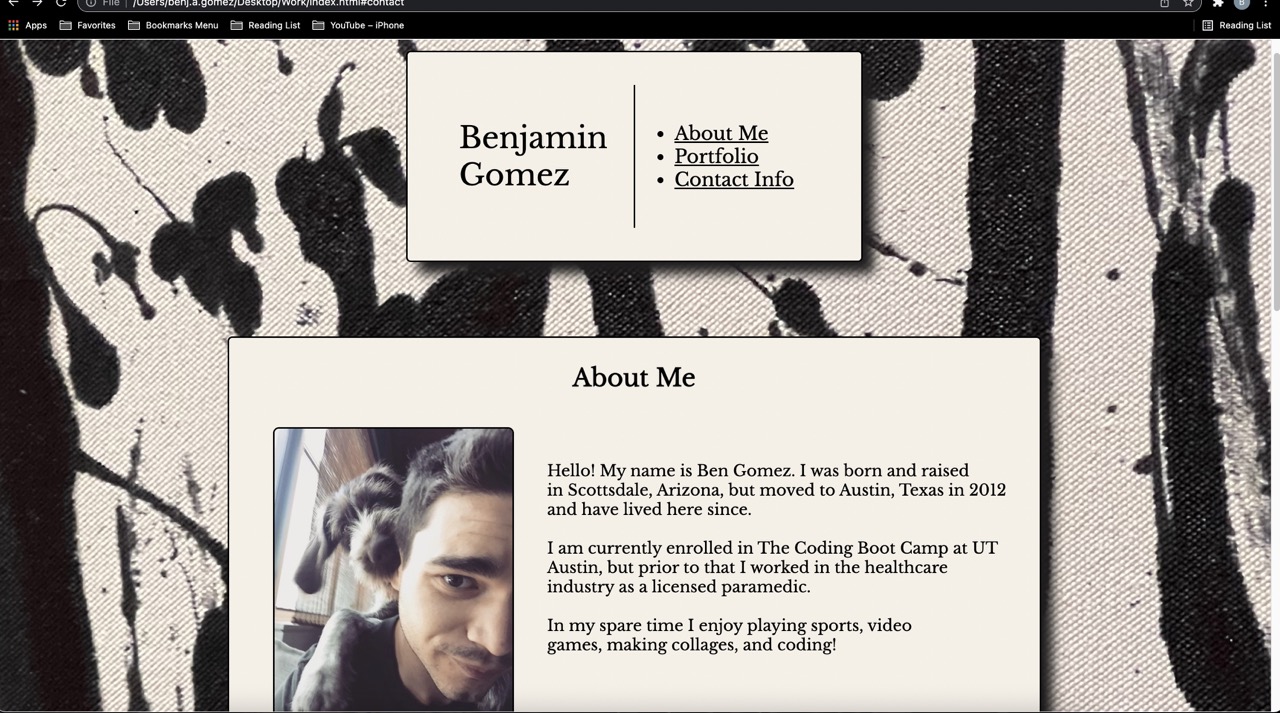 File /Users/benj.a.gomez/Desktop/Work/index.html#contact
Apps Favorites Bookmarks Menu Reading List YouTube – iPhone Reading List
Benjamin
Gomez
• About Me
• Portfolio
• Contact Info
About Me
Hello! My name is Ben Gomez. I was born and raised
in Scottsdale, Arizona, but moved to Austin, Texas in 2012
and have lived here since.
I am currently enrolled in The Coding Boot Camp at UT
Austin, but prior to that I worked in the healthcare
industry as a licensed paramedic.
In my spare time I enjoy playing sports, video
games, making collages, and coding!